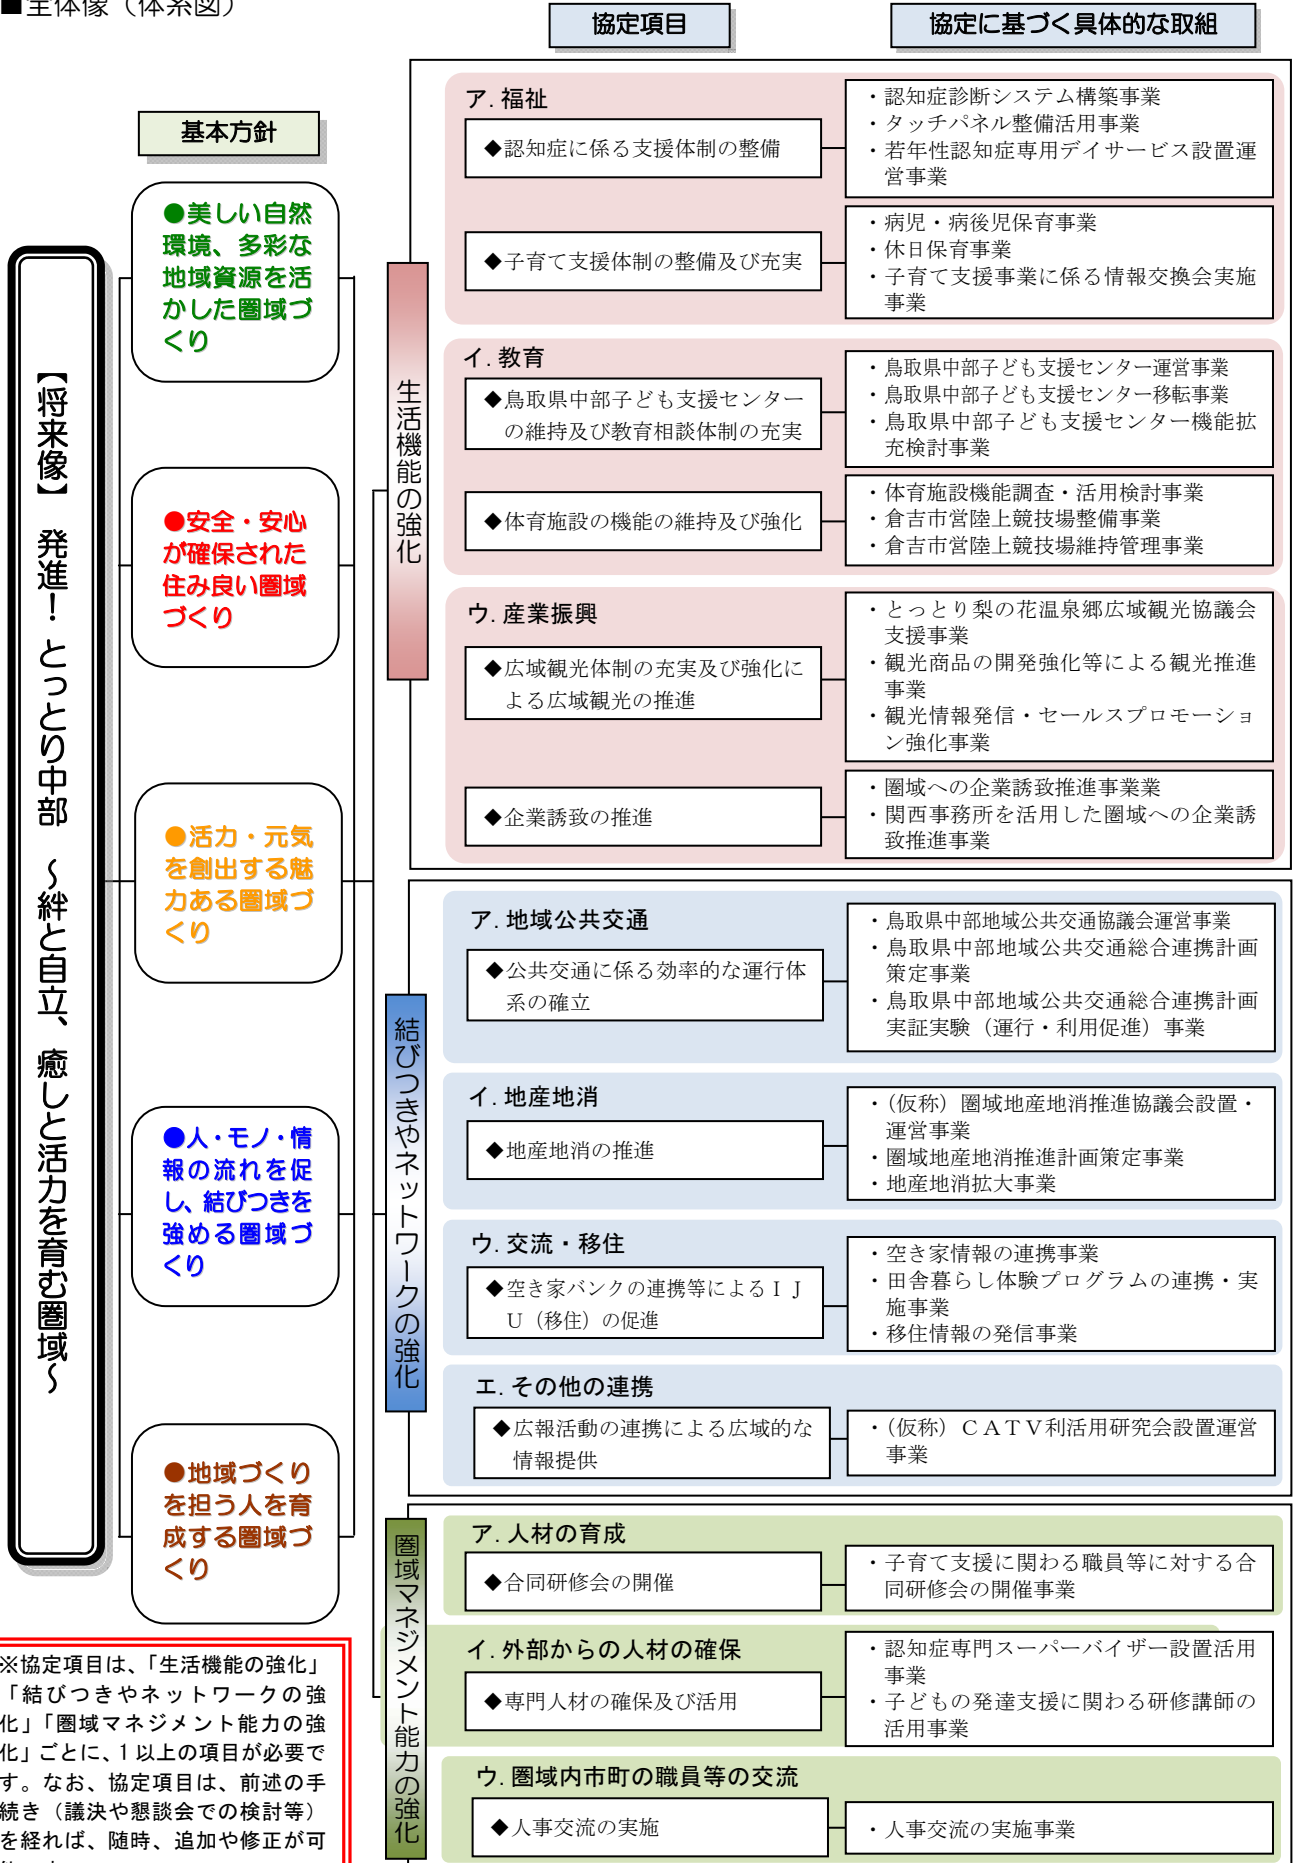 ■全体像（体系図）
協定項目
協定に基づく具体的な取組
基本方針
【将来像】　発進！とっとり中部　～絆と自立、癒しと活力を育む圏域～
●美しい自然
環境、多彩な
地域資源を活
かした圏域づ
くり
●安全・安心
が確保された
住み良い圏域
づくり
●活力・元気
を創出する魅
力ある圏域づ
くり
●人・モノ・情
報の流れを促
し、結びつきを
強める圏域づ
くり
●地域づくり
を担う人を育
成する圏域づ
くり
生活機能の強化
ア.福祉
◆認知症に係る支援体制の整備
・認知症診断システム構築事業
・タッチパネル整備活用事業
・若年性認知症専用デイサービス設置運
営事業
◆子育て支援体制の整備及び充実
・病児・病後児保育事業
・休日保育事業
・子育て支援事業に係る情報交換会実施
事業
イ.教育
◆鳥取県中部子ども支援センター
の維持及び教育相談体制の充実
・鳥取県中部子ども支援センター運営事業
・鳥取県中部子ども支援センター移転事業
・鳥取県中部子ども支援センター機能拡
充検討事業
◆体育施設の機能の維持及び強化
・体育施設機能調査・活用検討事業
・倉吉市営陸上競技場整備事業
・倉吉市営陸上競技場維持管理事業
ウ.産業振興
◆広域観光体制の充実及び強化に
よる広域観光の推進
・とっとり梨の花温泉郷広域観光協議会
支援事業
・観光商品の開発強化等による観光推進
事業
・観光情報発信・セールスプロモーショ
ン強化事業
◆企業誘致の推進
・圏域への企業誘致推進事業業
・関西事務所を活用した圏域への企業誘
致推進事業
結びつきやネットワークの強化
ア.地域公共交通
◆公共交通に係る効率的な運行体
系の確立
・鳥取県中部地域公共交通協議会運営事業
・鳥取県中部地域公共交通総合連携計画
策定事業
・鳥取県中部地域公共交通総合連携計画
実証実験（運行・利用促進）事業
イ.地産地消
◆地産地消の推進
・(仮称）圏域地産地消推進協議会設置・
運営事業
・圏域地産地消推進計画策定事業
・地産地消拡大事業
ウ.交流・移住
◆空き家バンクの連携等によるＩＪ
Ｕ（移住）の促進
・空き家情報の連携事業
・田舎暮らし体験プログラムの連携・実
施事業
・移住情報の発信事業
エ.その他の連携
◆広報活動の連携による広域的な
情報提供
・(仮称）ＣＡＴＶ利活用研究会設置運営
事業
圏域マネジメント能力の強化
ア.人材の育成
◆合同研修会の開催
・子育て支援に関わる職員等に対する合
同研修会の開催事業
イ.外部からの人材の確保
◆専門人材の確保及び活用
・認知症専門スーパーバイザー設置活用
事業
・子どもの発達支援に関わる研修講師の
活用事業
ウ.圏域内市町の職員等の交流
◆人事交流の実施
・人事交流の実施事業
※協定項目は、「生活機能の強化」
「結びつきやネットワークの強
化」「圏域マネジメント能力の強
化」ごとに、1以上の項目が必要で
す。なお、協定項目は、前述の手
続き（議決や懇談会での検討等）
を経れば、随時、追加や修正が可